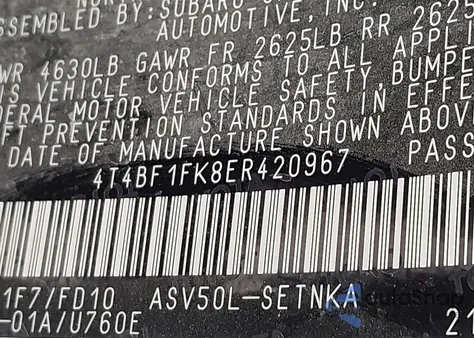 SSEMBLED BY:SUBARU
AUTOMOTIVE, INC.
WR 4630LB GAWR FR 2625LB RR 2625
S VEHICLE CONFORMS TO ALL APPLI
DERAL MOTOR VEHICLE SAFETY, BUMPE
FT PREVENTION STANDARDS IN EFFE
DATE OF MANUFACTURE SHOWN ABOV
4T4BF1FK8ER420967 PASS
1F7/FD10 ASV50L-SETNKA
-01A/U760E 21
AutoSnap